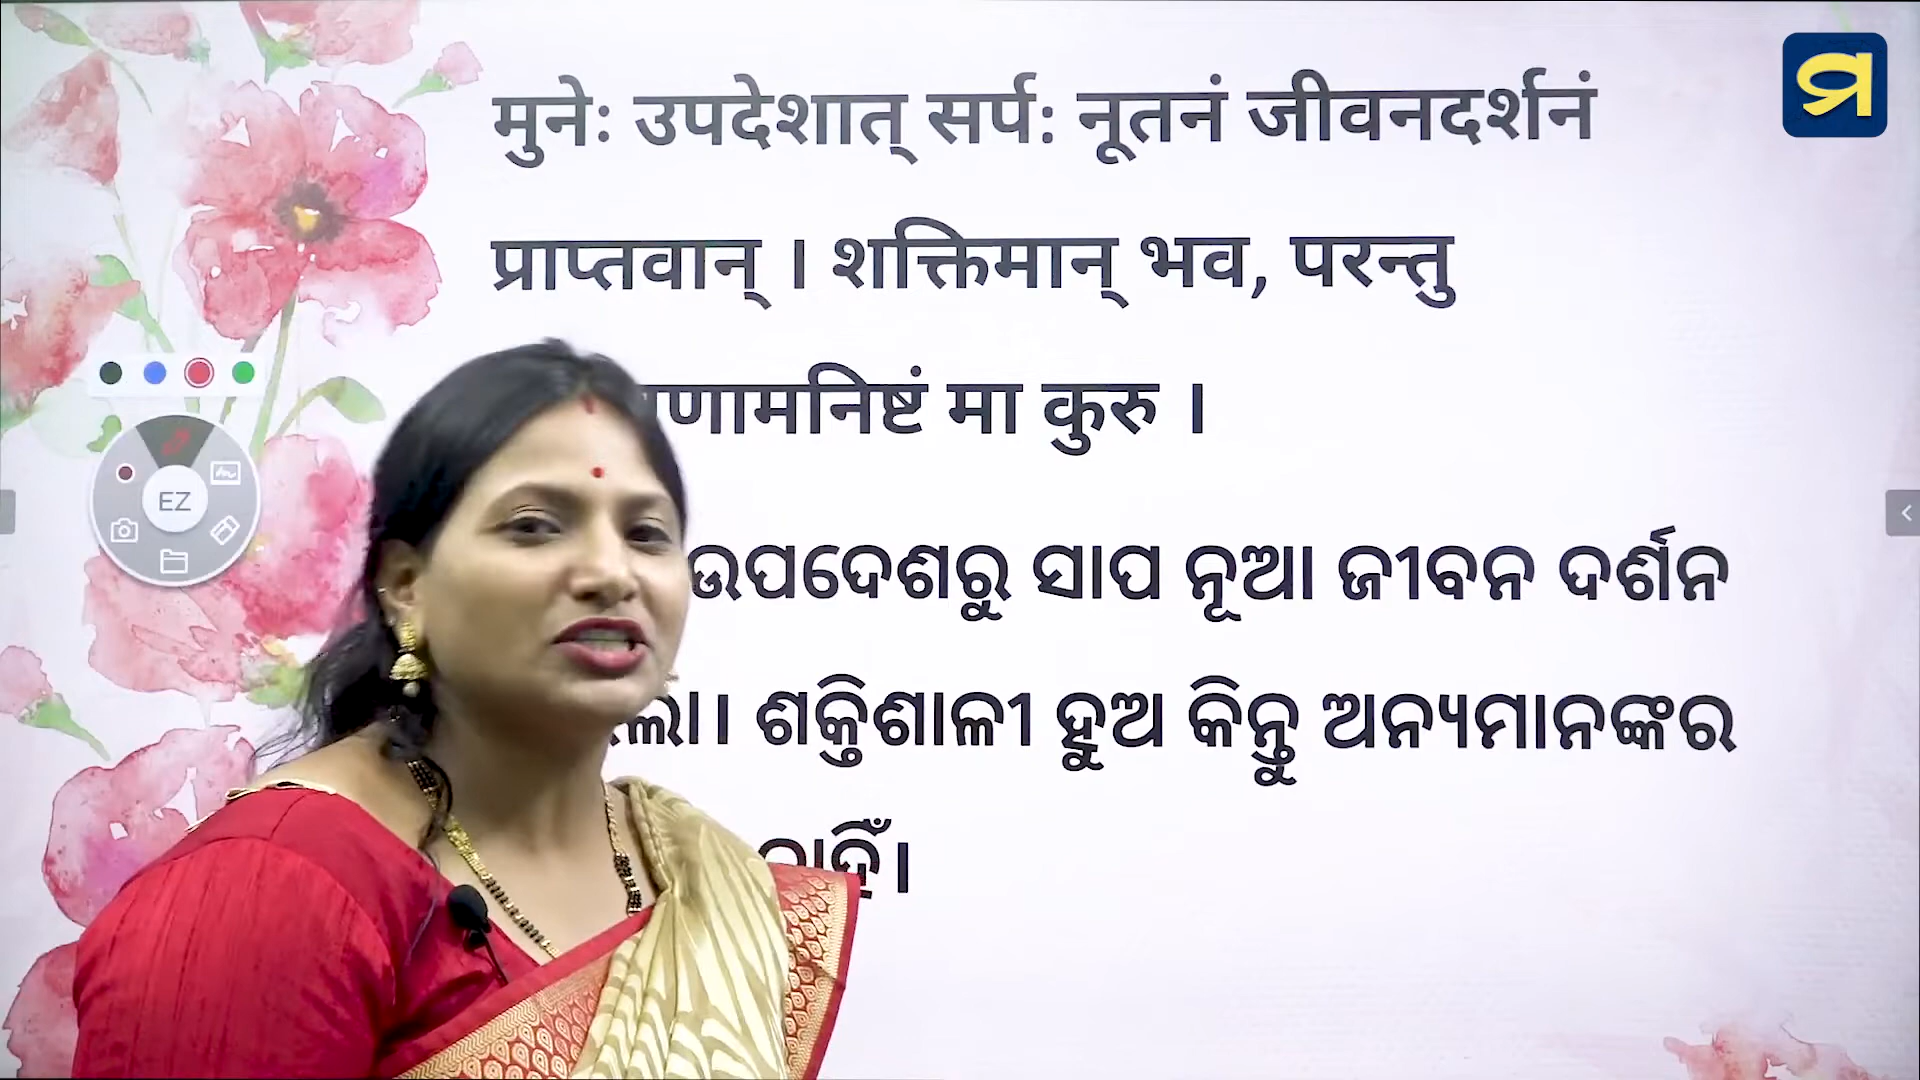 मुनेः उपदेशात् सर्पः नूतनं जीवनदर्शनं
प्राप्तवान् । शक्तिमान् भव, परन्तु
मा कुरु ।
ଉପଦେଶରୁ ସାପ ନୂଆ ଜୀବନ ଦର୍ଶନ
ଶକ୍ତିଶାଳୀ ହୁଅ କିନ୍ତୁ ଅନ୍ୟମାନଙ୍କର
EZ